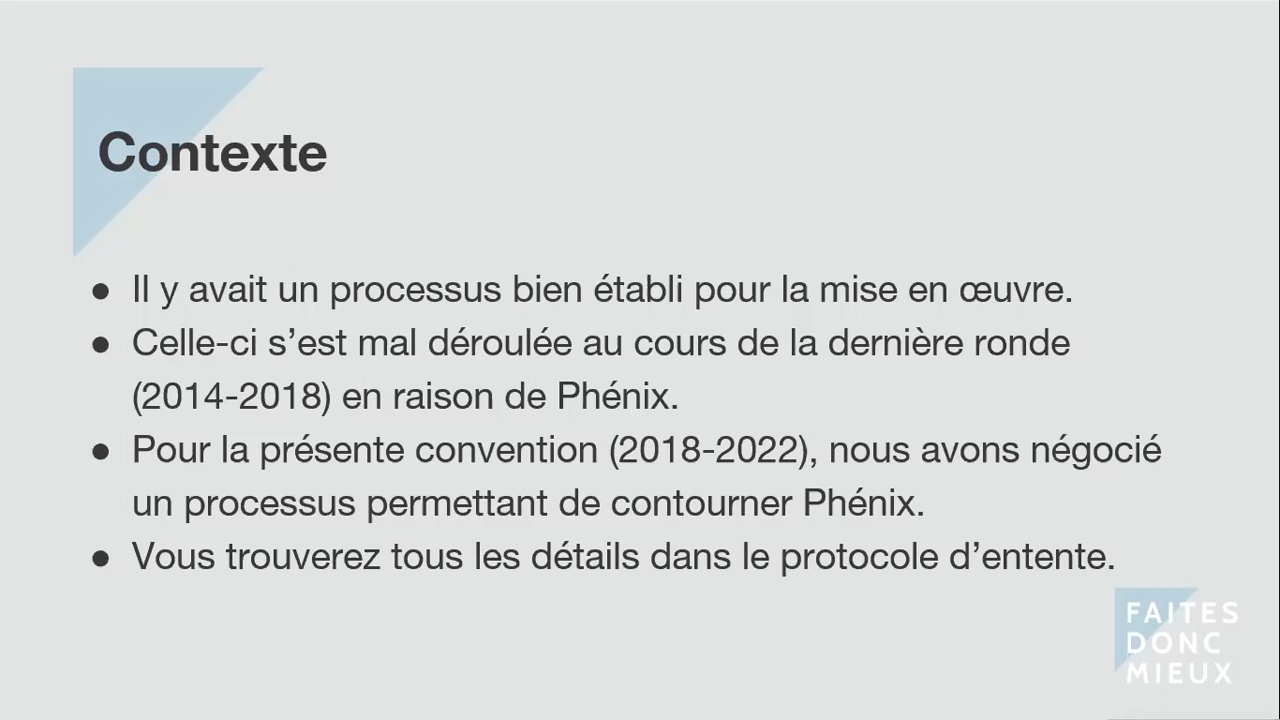 Contexte
● Il y avait un processus bien établi pour la mise en œuvre.
● Celle-ci s’est mal déroulée au cours de la dernière ronde
(2014-2018) en raison de Phénix.
● Pour la présente convention (2018-2022), nous avons négocié
un processus permettant de contourner Phénix.
● Vous trouverez tous les détails dans le protocole d’entente.
FAITES
DONC
MIEUX